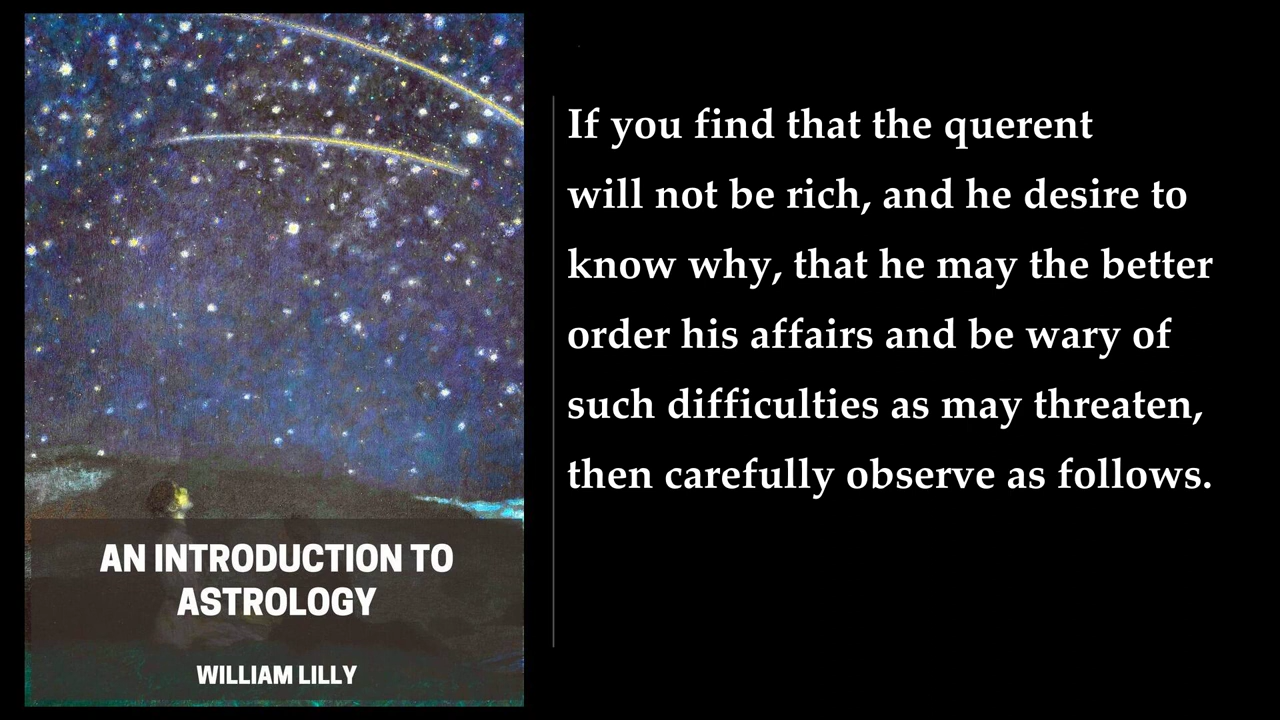 If you find that the querent
will not be rich, and he desire to
know why, that he may the better
order his affairs and be wary of
such difficulties as may threaten,
then carefully observe as follows.
AN INTRODUCTION TO
ASTROLOGY
WILLIAM LILLY